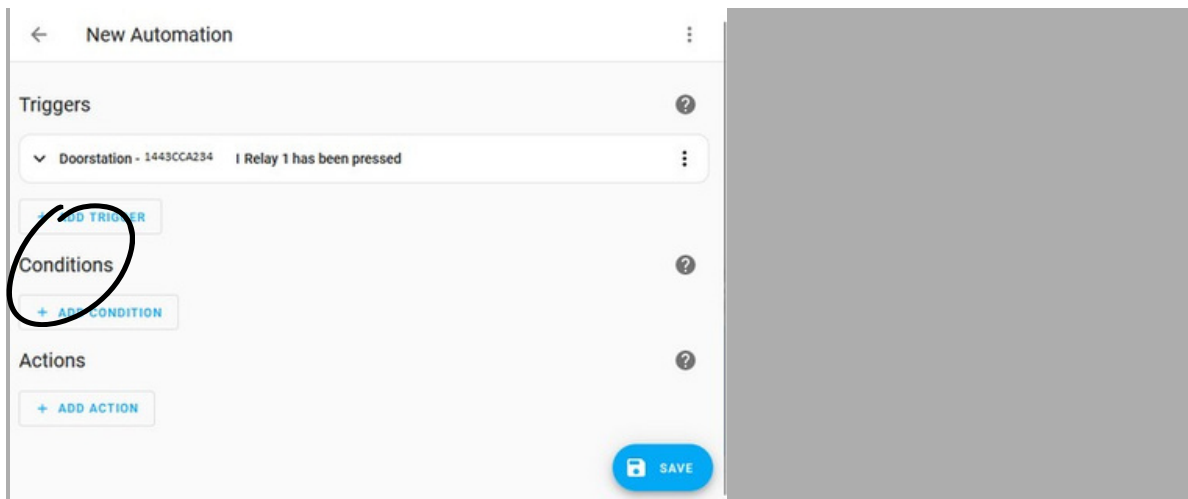 New Automation
Triggers
Doorstation - 1443CCA234 I Relay 1 has been pressed
+ ADD TRIGGER
Conditions
+ ADD CONDITION
Actions
+ ADD ACTION
SAVE